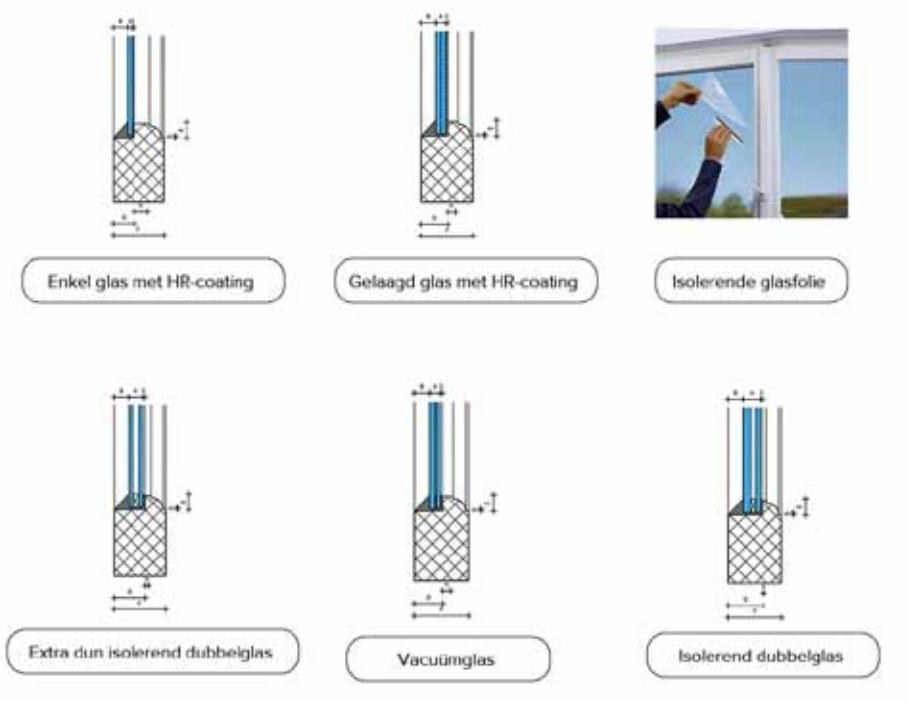 Enkel glas met HR-coating
Gelaagd glas met HR-coating
Isolerende glasfolie
Extra dun isolerend dubbelglas
Vacuümglas
Isolerend dubbelglas